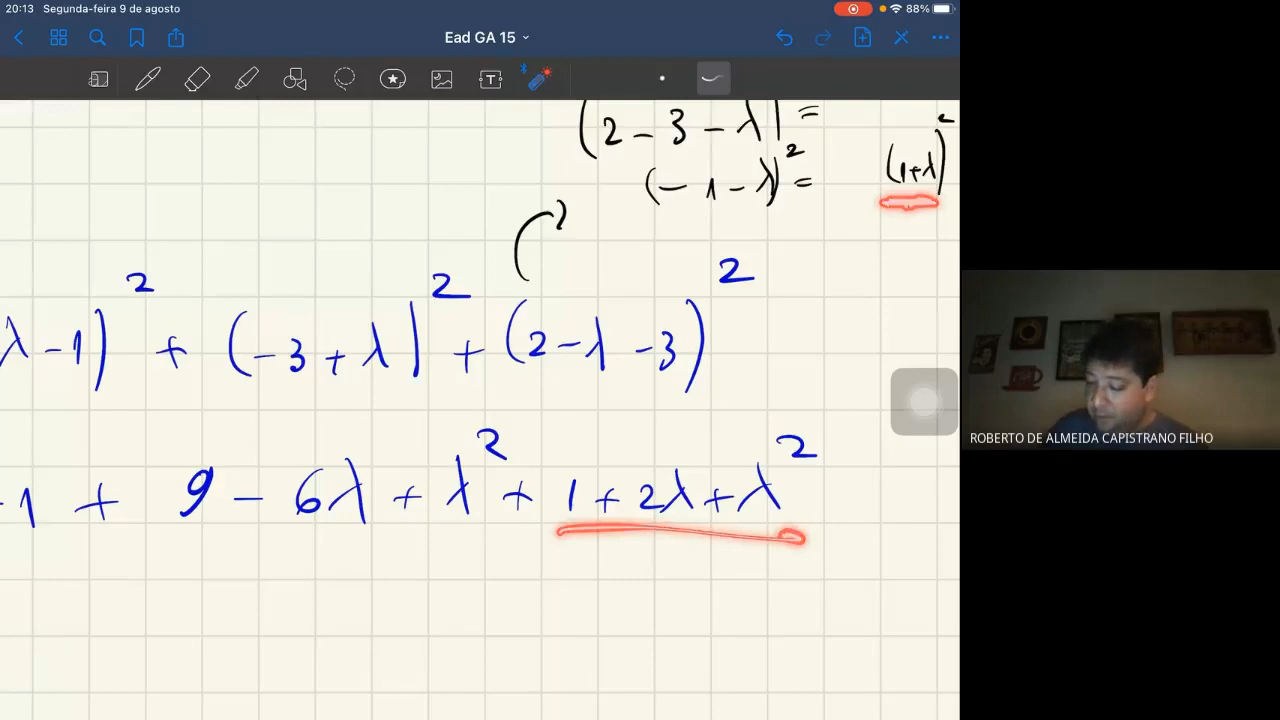 20:13 Segunda-feira 9 de agosto
88%
Ead GA 15
T
(2 - 3 - λ) =
(- 1 - λ)² = (1+λ)²
λ - 1)² + (-3 + λ)² + (2 - λ - 3)²
1 + 9 - 6λ + λ² + 1 + 2λ + λ²
ROBERTO DE ALMEIDA CAPISTRANO FILHO